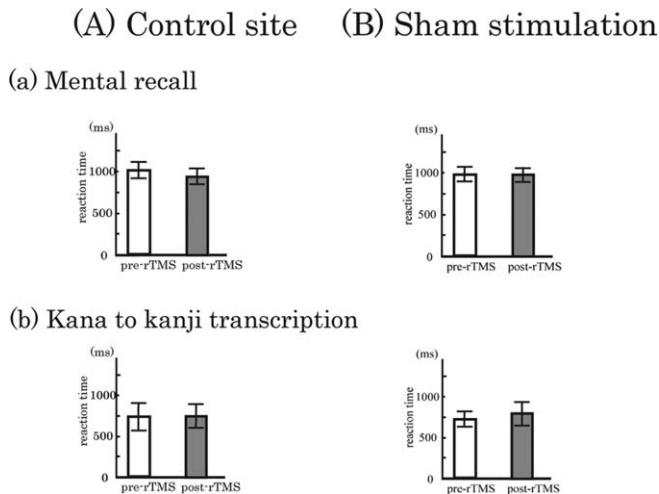 (A) Control site (B) Sham stimulation
(a) Mental recall
(ms) (ms)
reaction time reaction time
1000 1000
500 500
0 0
pre-rTMS post-rTMS pre-rTMS post-rTMS
(b) Kana to kanji transcription
(ms) (ms)
reaction time reaction time
1000 1000
500 500
0 0
pre-rTMS post-rTMS pre-rTMS post-rTMS